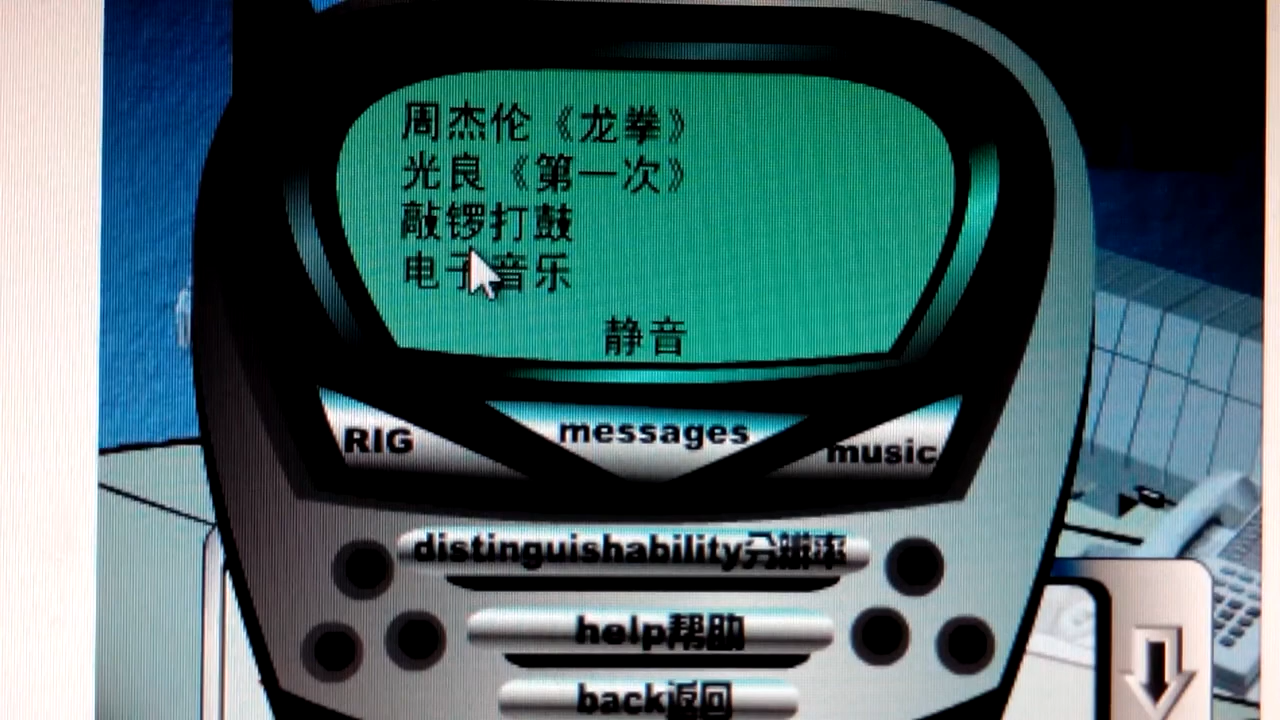 周杰伦《龙拳》
光良《第一次》
敲锣打鼓
电子音乐
静音
RIG
messages
music
distinguishability分辨率
help帮助
back返回